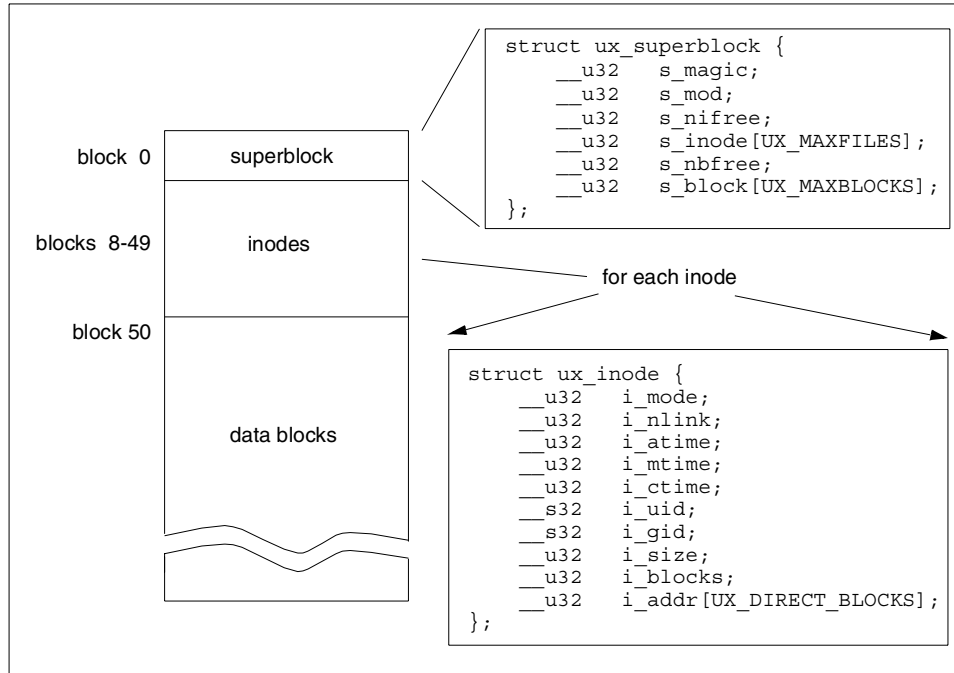 struct ux_superblock {
__u32 s_magic;
__u32 s_mod;
__u32 s_nifree;
__u32 s_inode[UX_MAXFILES];
__u32 s_nbfree;
__u32 s_block[UX_MAXBLOCKS];
};
block 0
superblock
blocks 8-49
inodes
for each inode
block 50
data blocks
struct ux_inode {
__u32 i_mode;
__u32 i_nlink;
__u32 i_atime;
__u32 i_mtime;
__u32 i_ctime;
__s32 i_uid;
__s32 i_gid;
__u32 i_size;
__u32 i_blocks;
__u32 i_addr[UX_DIRECT_BLOCKS];
};